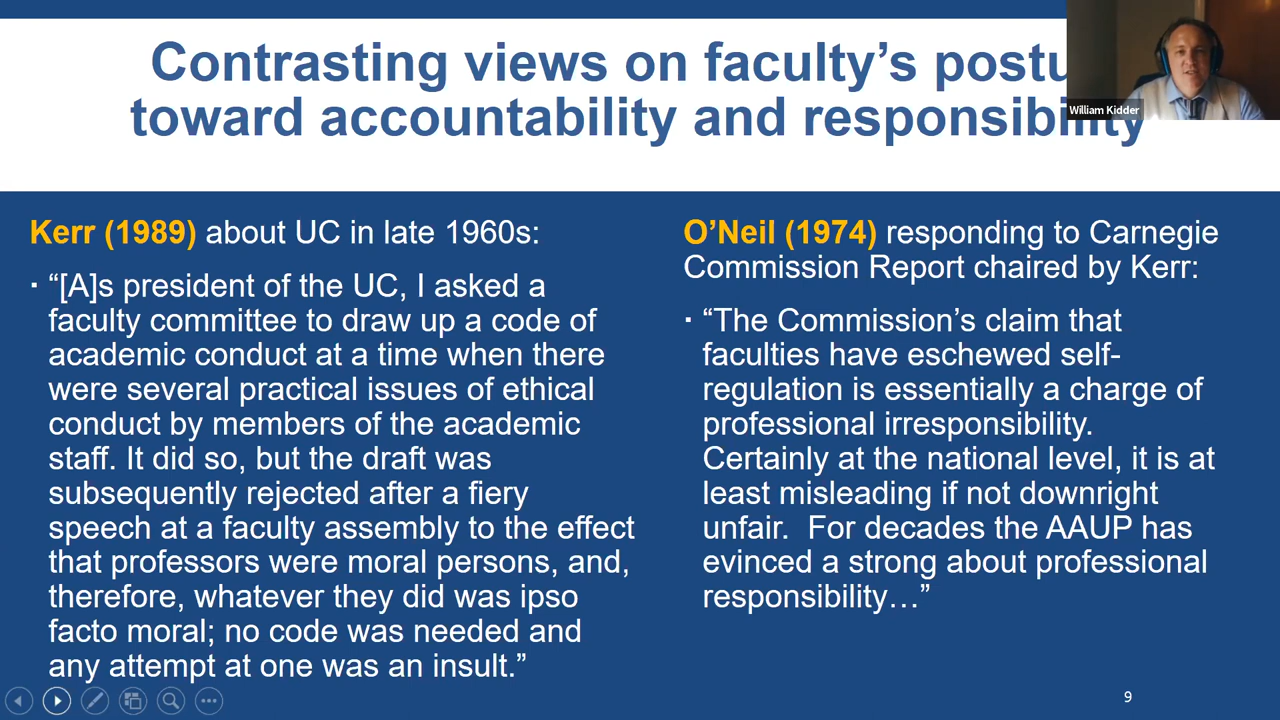 Contrasting views on faculty's postu
toward accountability and responsibility
William Kidder
Kerr (1989) about UC in late 1960s:
▪ “[A]s president of the UC, I asked a
faculty committee to draw up a code of
academic conduct at a time when there
were several practical issues of ethical
conduct by members of the academic
staff. It did so, but the draft was
subsequently rejected after a fiery
speech at a faculty assembly to the effect
that professors were moral persons, and,
therefore, whatever they did was ipso
facto moral; no code was needed and
any attempt at one was an insult.”
O’Neil (1974) responding to Carnegie
Commission Report chaired by Kerr:
▪ “The Commission’s claim that
faculties have eschewed self-
regulation is essentially a charge of
professional irresponsibility.
Certainly at the national level, it is at
least misleading if not downright
unfair. For decades the AAUP has
evinced a strong about professional
responsibility…”
9